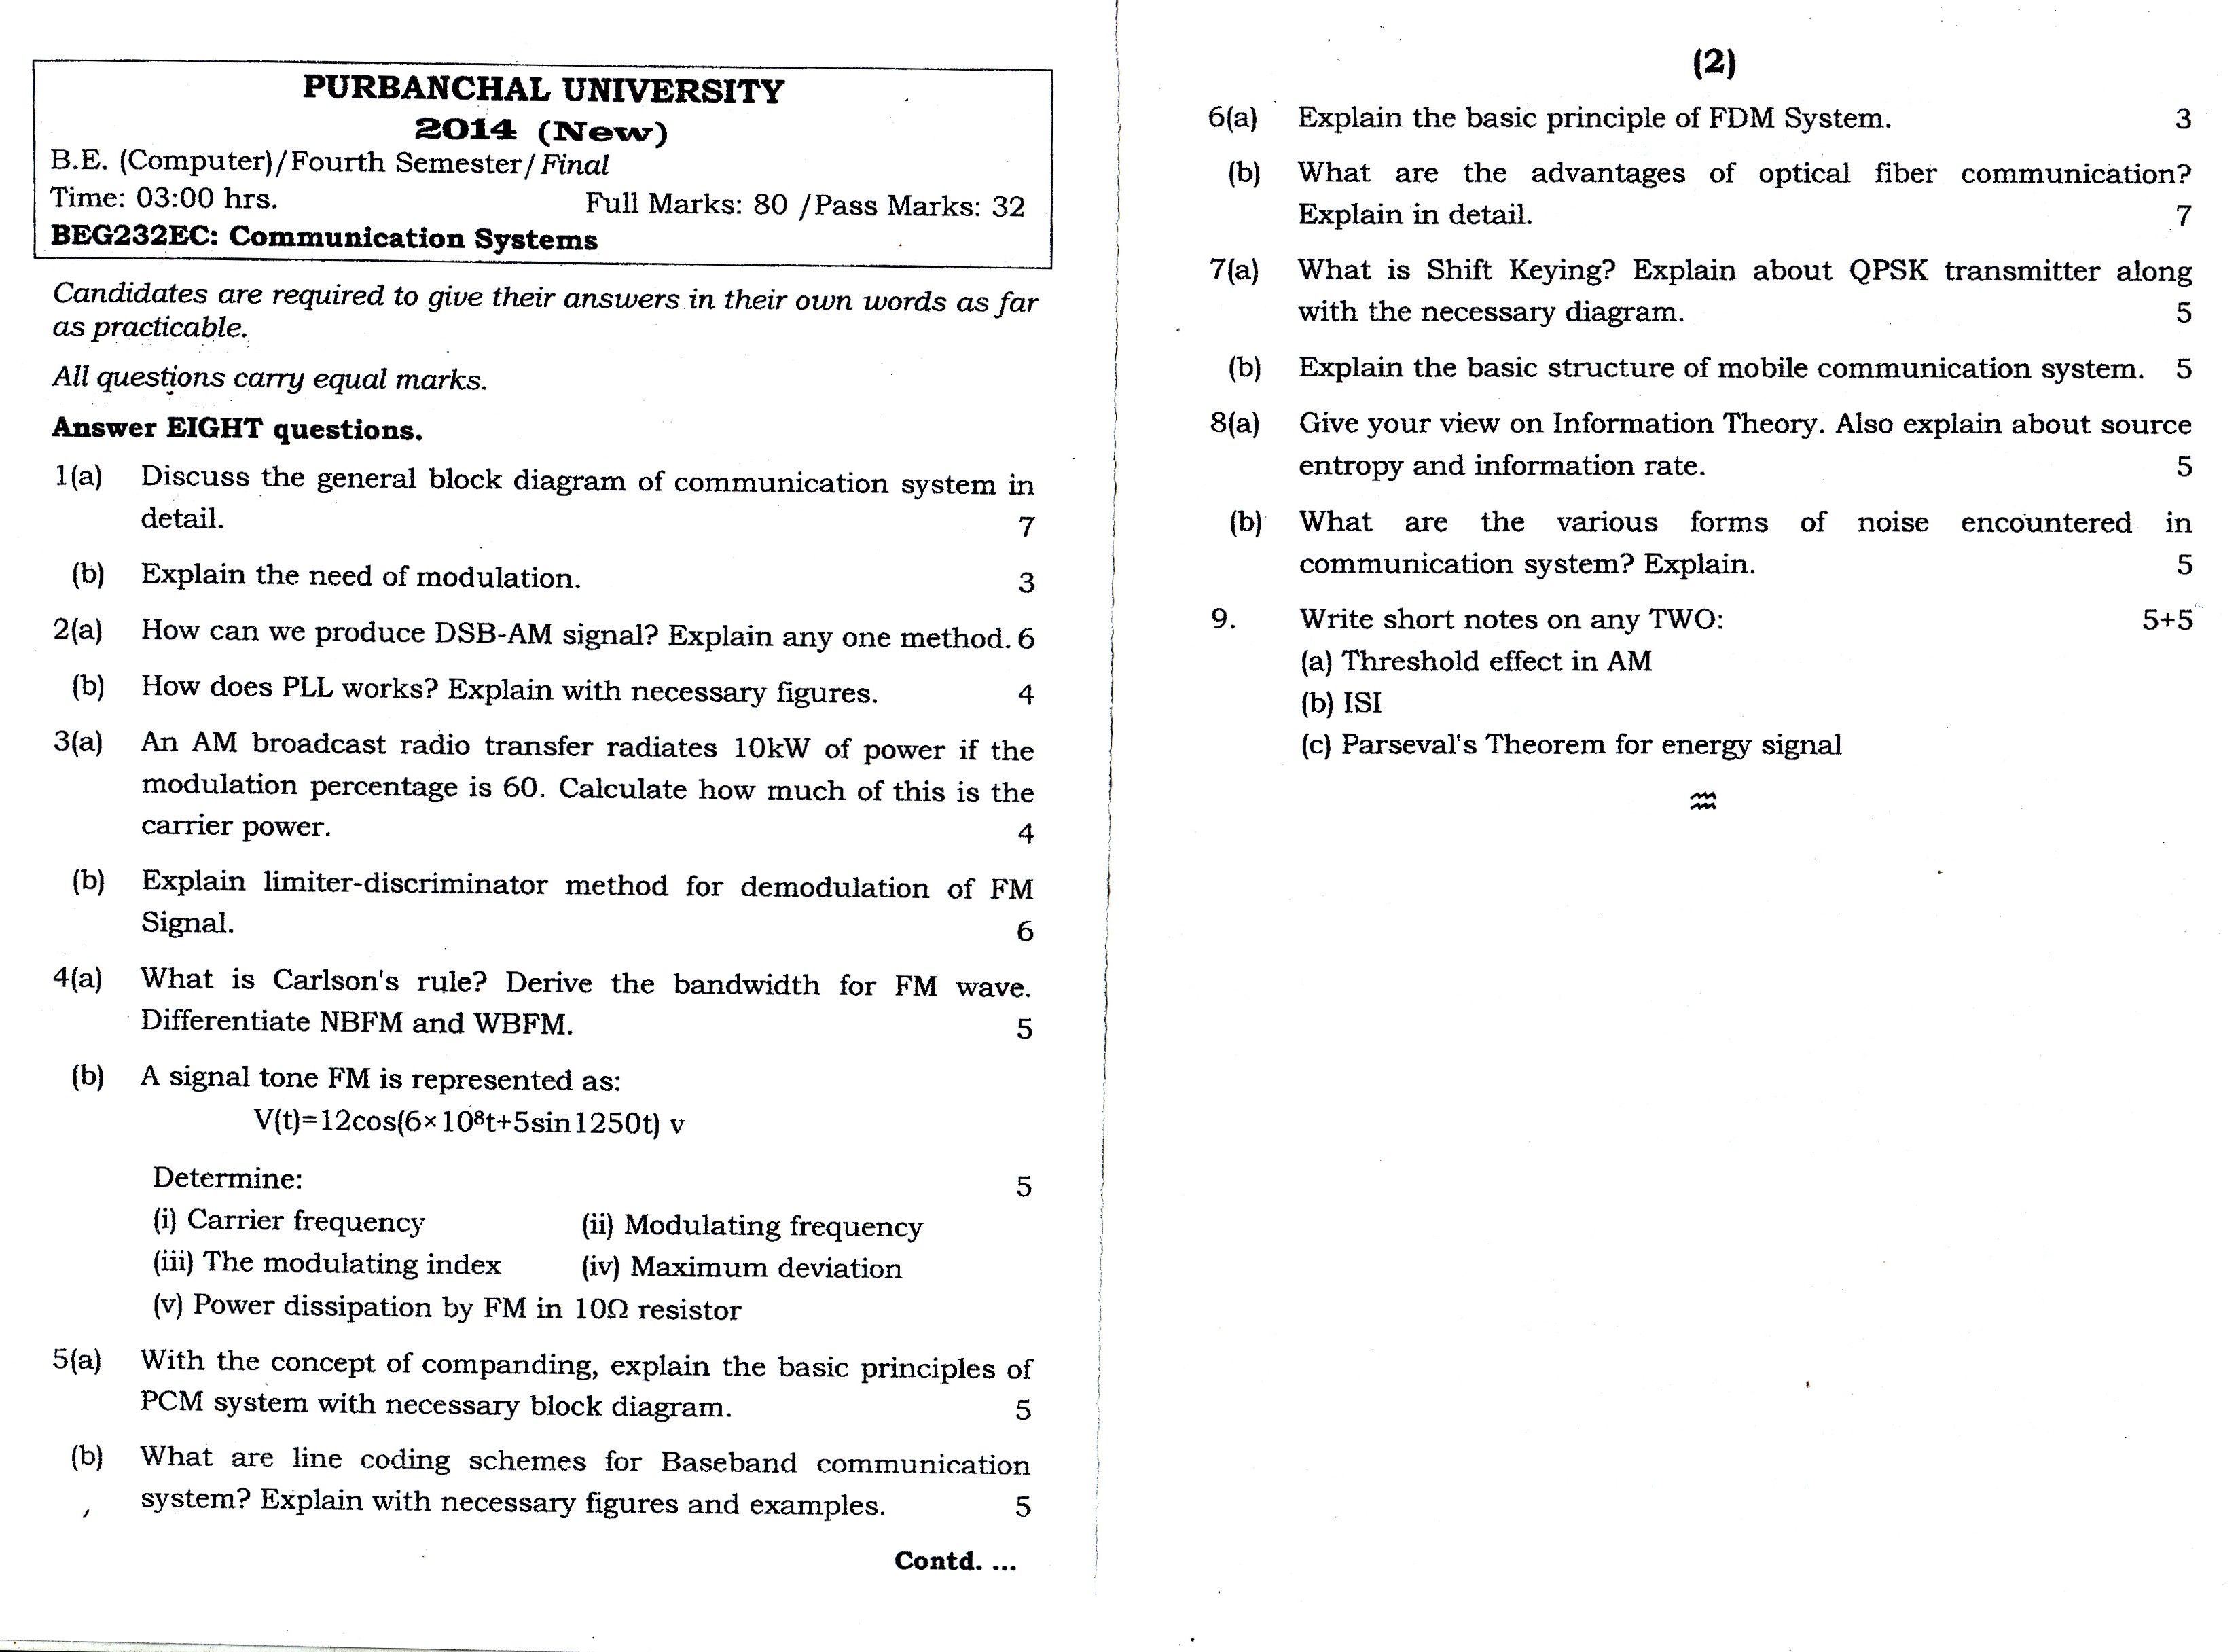 PURBANCHAL UNIVERSITY
2014 (New)
B.E. (Computer)/Fourth Semester/Final
Time: 03:00 hrs. Full Marks: 80 /Pass Marks: 32
BEG232EC: Communication Systems
Candidates are required to give their answers in their own words as far
as practicable.
All questions carry equal marks.
Answer EIGHT questions.
1(a) Discuss the general block diagram of communication system in
detail. 7
(b) Explain the need of modulation. 3
2(a) How can we produce DSB-AM signal? Explain any one method. 6
(b) How does PLL works? Explain with necessary figures. 4
3(a) An AM broadcast radio transfer radiates 10kW of power if the
modulation percentage is 60. Calculate how much of this is the
carrier power. 4
(b) Explain limiter-discriminator method for demodulation of FM
Signal. 6
4(a) What is Carlson's rule? Derive the bandwidth for FM wave.
Differentiate NBFM and WBFM. 5
(b) A signal tone FM is represented as:
V(t)=12cos(6×10⁸t+5sin1250t) v
Determine: 5
(i) Carrier frequency (ii) Modulating frequency
(iii) The modulating index (iv) Maximum deviation
(v) Power dissipation by FM in 10Ω resistor
5(a) With the concept of companding, explain the basic principles of
PCM system with necessary block diagram. 5
(b) What are line coding schemes for Baseband communication
system? Explain with necessary figures and examples. 5
Contd. ...
(2)
6(a) Explain the basic principle of FDM System. 3
(b) What are the advantages of optical fiber communication?
Explain in detail. 7
7(a) What is Shift Keying? Explain about QPSK transmitter along
with the necessary diagram. 5
(b) Explain the basic structure of mobile communication system. 5
8(a) Give your view on Information Theory. Also explain about source
entropy and information rate. 5
(b) What are the various forms of noise encountered in
communication system? Explain. 5
9. Write short notes on any TWO: 5+5
(a) Threshold effect in AM
(b) ISI
(c) Parseval's Theorem for energy signal